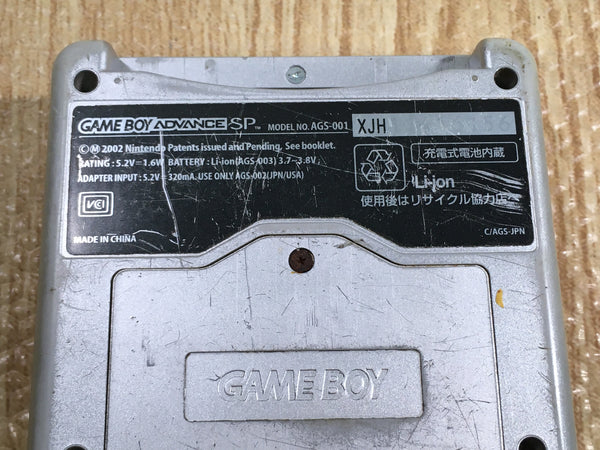 GAME BOY ADVANCE SP™ MODEL NO. AGS-001 XJH
©Ⓜ 2002 Nintendo Patents issued and Pending. See booklet.
RATING : 5.2V⎓1.6W BATTERY : Li-Ion(AGS-003) 3.7⎓3.8V
ADAPTER INPUT : 5.2V⎓320mA. USE ONLY AGS-002(JPN/USA)
VCI
MADE IN CHINA
充電式電池内蔵
Li-ion
使用後はリサイクル協力店へ
C/AGS-JPN
GAME BOY